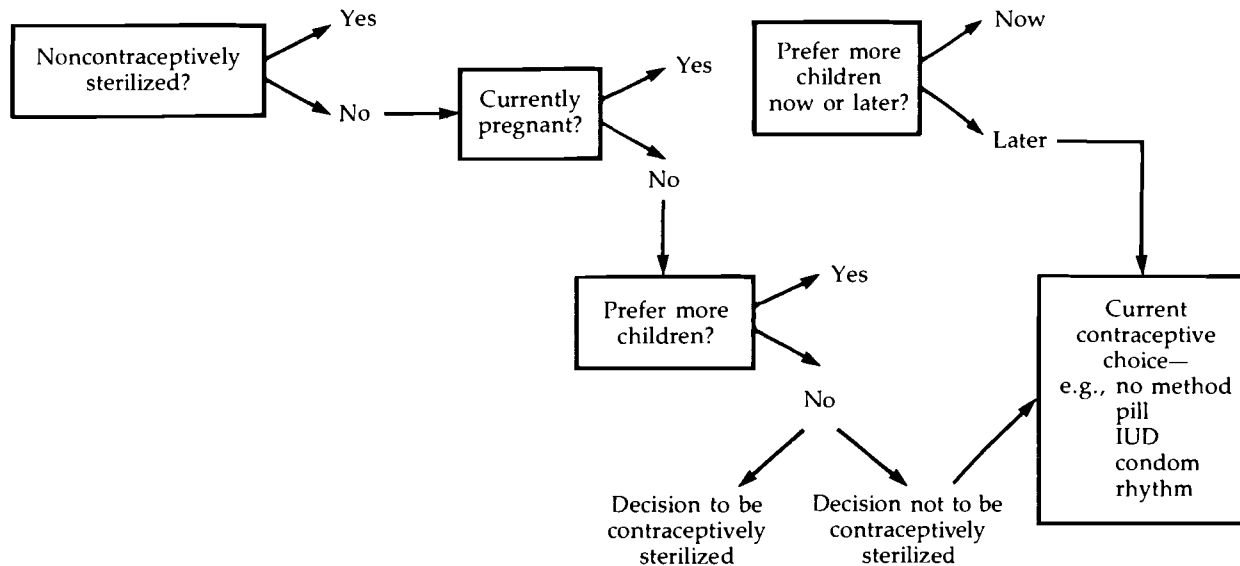 Noncontraceptively
sterilized?
Yes
No
Currently
pregnant?
Yes
No
Prefer more
children
now or later?
Now
Later
Prefer more
children?
Yes
No
Decision to be
contraceptively
sterilized
Decision not to be
contraceptively
sterilized
Current
contraceptive
choice—
e.g., no method
pill
IUD
condom
rhythm